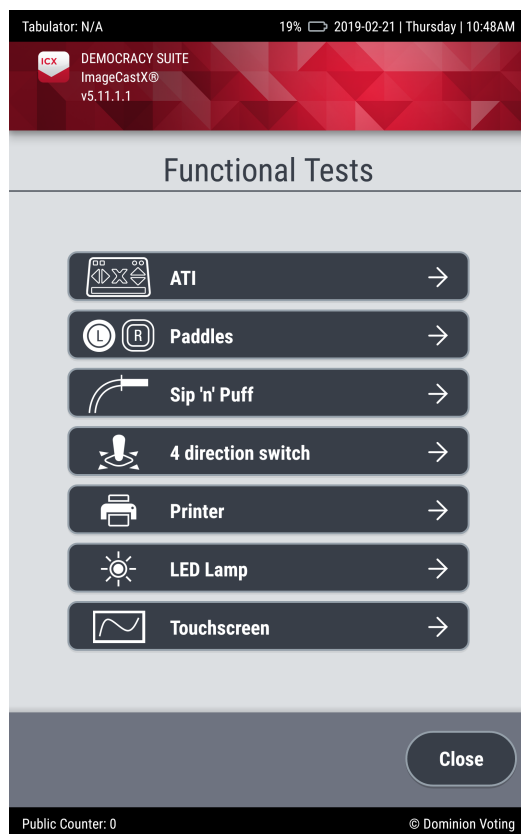 Tabulator: N/A 19% 2019-02-21 | Thursday | 10:48AM
ICX
DEMOCRACY SUITE
ImageCastX®
v5.11.1.1
Functional Tests
ATI
L R Paddles
Sip 'n' Puff
4 direction switch
Printer
LED Lamp
Touchscreen
Close
Public Counter: 0 © Dominion Voting